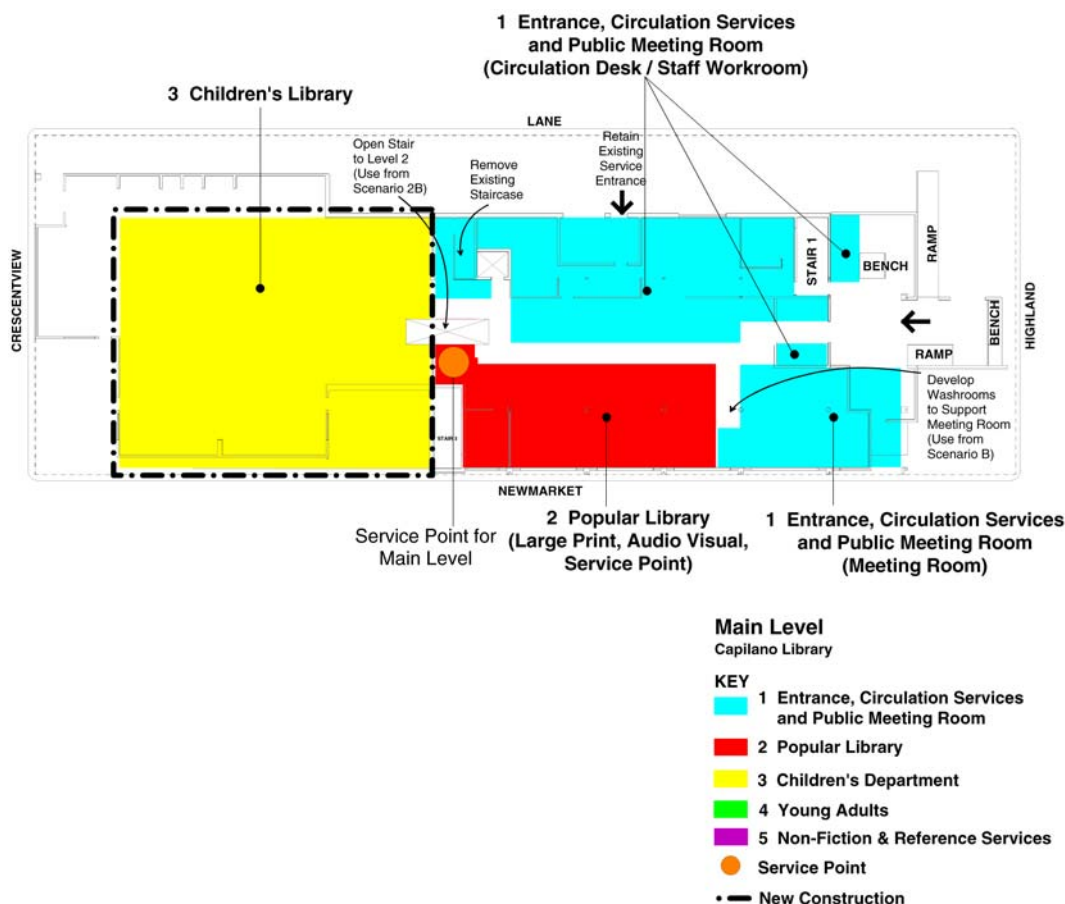 1 Entrance, Circulation Services
and Public Meeting Room
(Circulation Desk / Staff Workroom)
3 Children's Library
LANE
Open Stair
to Level 2
(Use from
Scenario 2B)
Remove
Existing
Staircase
Retain
Existing
Service
Entrance
STAIR 1
BENCH
RAMP
CRESCENTVIEW
BENCH
HIGHLAND
RAMP
Develop
Washrooms
to Support
Meeting Room
(Use from
Scenario B)
NEWMARKET
Service Point for
Main Level
2 Popular Library
(Large Print, Audio Visual,
Service Point)
1 Entrance, Circulation Services
and Public Meeting Room
(Meeting Room)
Main Level
Capilano Library
KEY
1 Entrance, Circulation Services
and Public Meeting Room
2 Popular Library
3 Children's Department
4 Young Adults
5 Non-Fiction & Reference Services
Service Point
New Construction